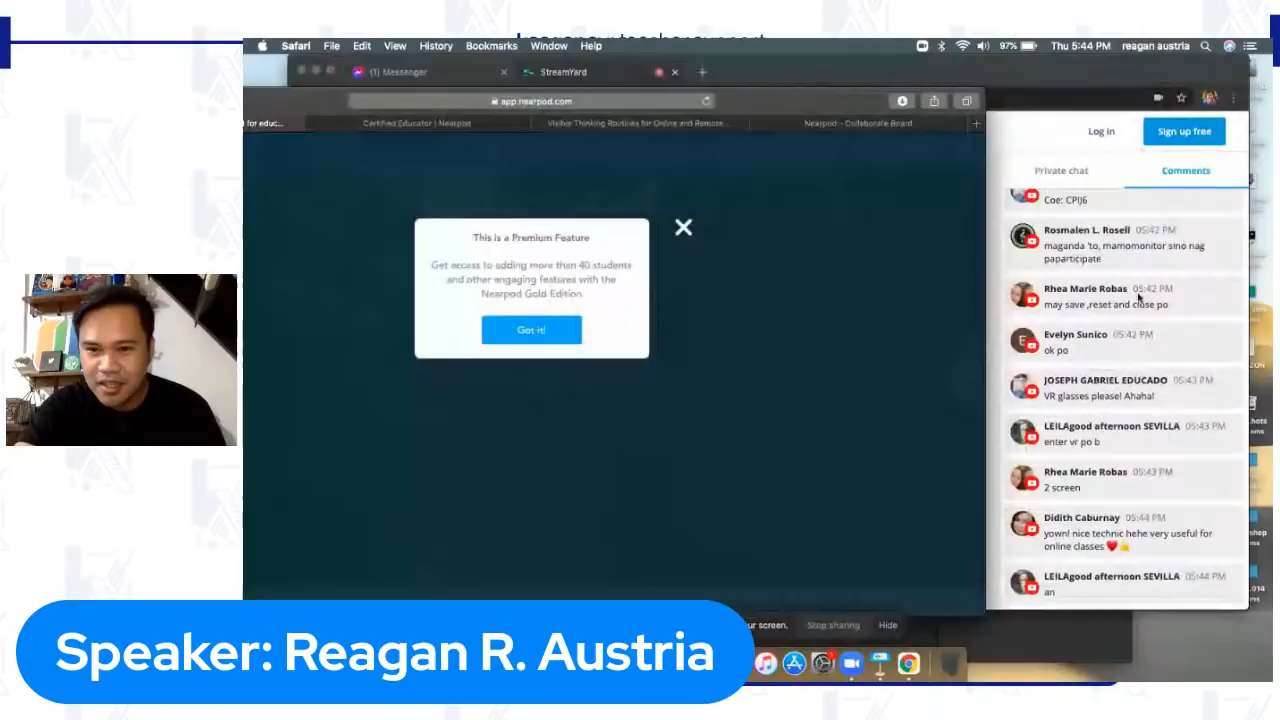 Safari File Edit View History Bookmarks Window Help 97% Thu 5:44 PM reagan austria
(1) Messenger StreamYard
app.nearpod.com
for educ... Certified Educator | Nearpod Visible Thinking Routines for Online and Remote... Nearpod - Collaborate Board
Log in Sign up free
Private chat Comments
Coe: CPIJ6
Rosmalen L. Rosell 05:42 PM
maganda 'to, mamomonitor sino nag
paparticipate
Rhea Marie Robas 05:42 PM
may save ,reset and close po
Evelyn Sunico 05:42 PM
ok po
JOSEPH GABRIEL EDUCADO 05:43 PM
VR glasses please! Ahaha!
LEILAgood afternoon SEVILLA 05:43 PM
enter vr po b
Rhea Marie Robas 05:43 PM
2 screen
Didith Caburnay 05:44 PM
yown! nice technic hehe very useful for
online classes ❤️👍
LEILAgood afternoon SEVILLA 05:44 PM
an
This is a Premium Feature
Get access to adding more than 40 students
and other engaging features with the
Nearpod Gold Edition.
Got it!
ur screen. Stop sharing Hide
Speaker: Reagan R. Austria